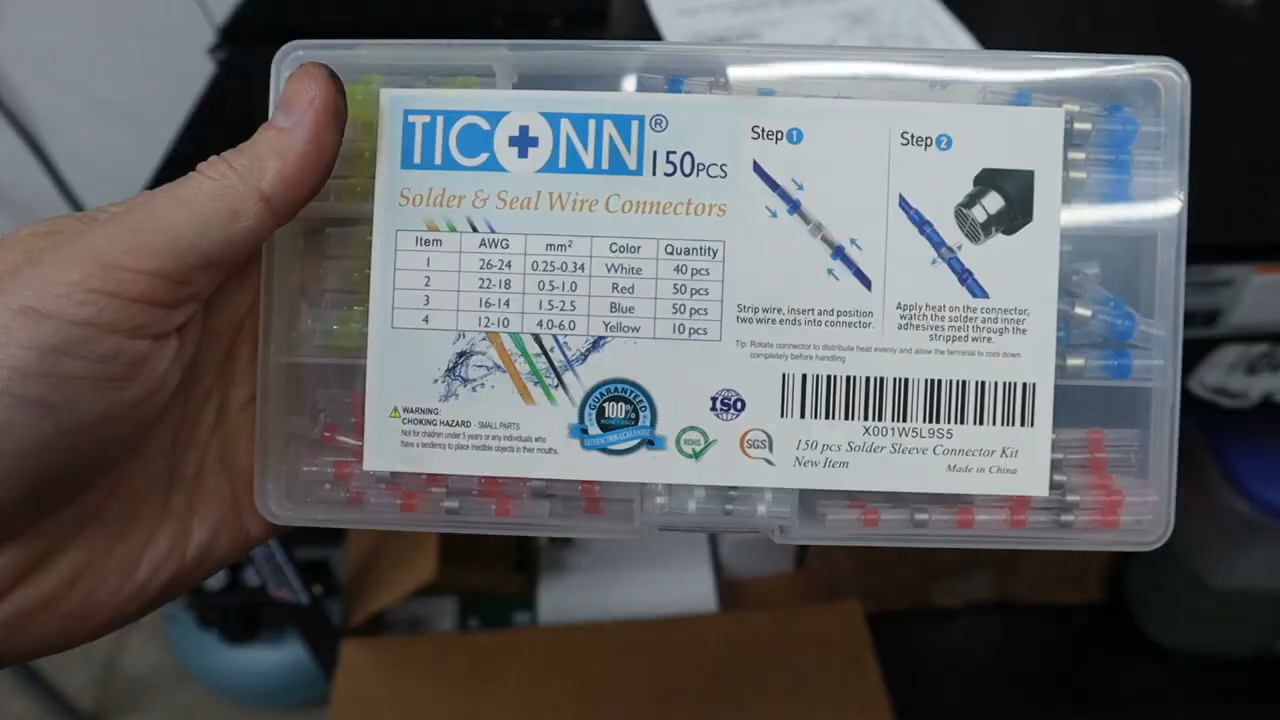 TICONN®
150PCS
Solder & Seal Wire Connectors
Item AWG mm² Color Quantity
1 26-24 0.25-0.34 White 40 pcs
2 22-18 0.5-1.0 Red 50 pcs
3 16-14 1.5-2.5 Blue 50 pcs
4 12-10 4.0-6.0 Yellow 10 pcs
WARNING:
CHOKING HAZARD - SMALL PARTS
Not for children under 5 years or any individuals who
have a tendency to place inedible objects in their mouths.
GUARANTEED
100%
MONEY-BACK
SATISFACTION GUARANTEE
ISO
ROHS
SGS
Step 1
Strip wire, insert and position
two wire ends into connector.
Step 2
Apply heat on the connector,
watch the solder and inner
adhesives melt through the
stripped wire.
Tip: Rotate connector to distribute heat evenly and allow the terminal to cool down
completely before handling
X001W5L9S5
150 pcs Solder Sleeve Connector Kit
New Item
Made in China